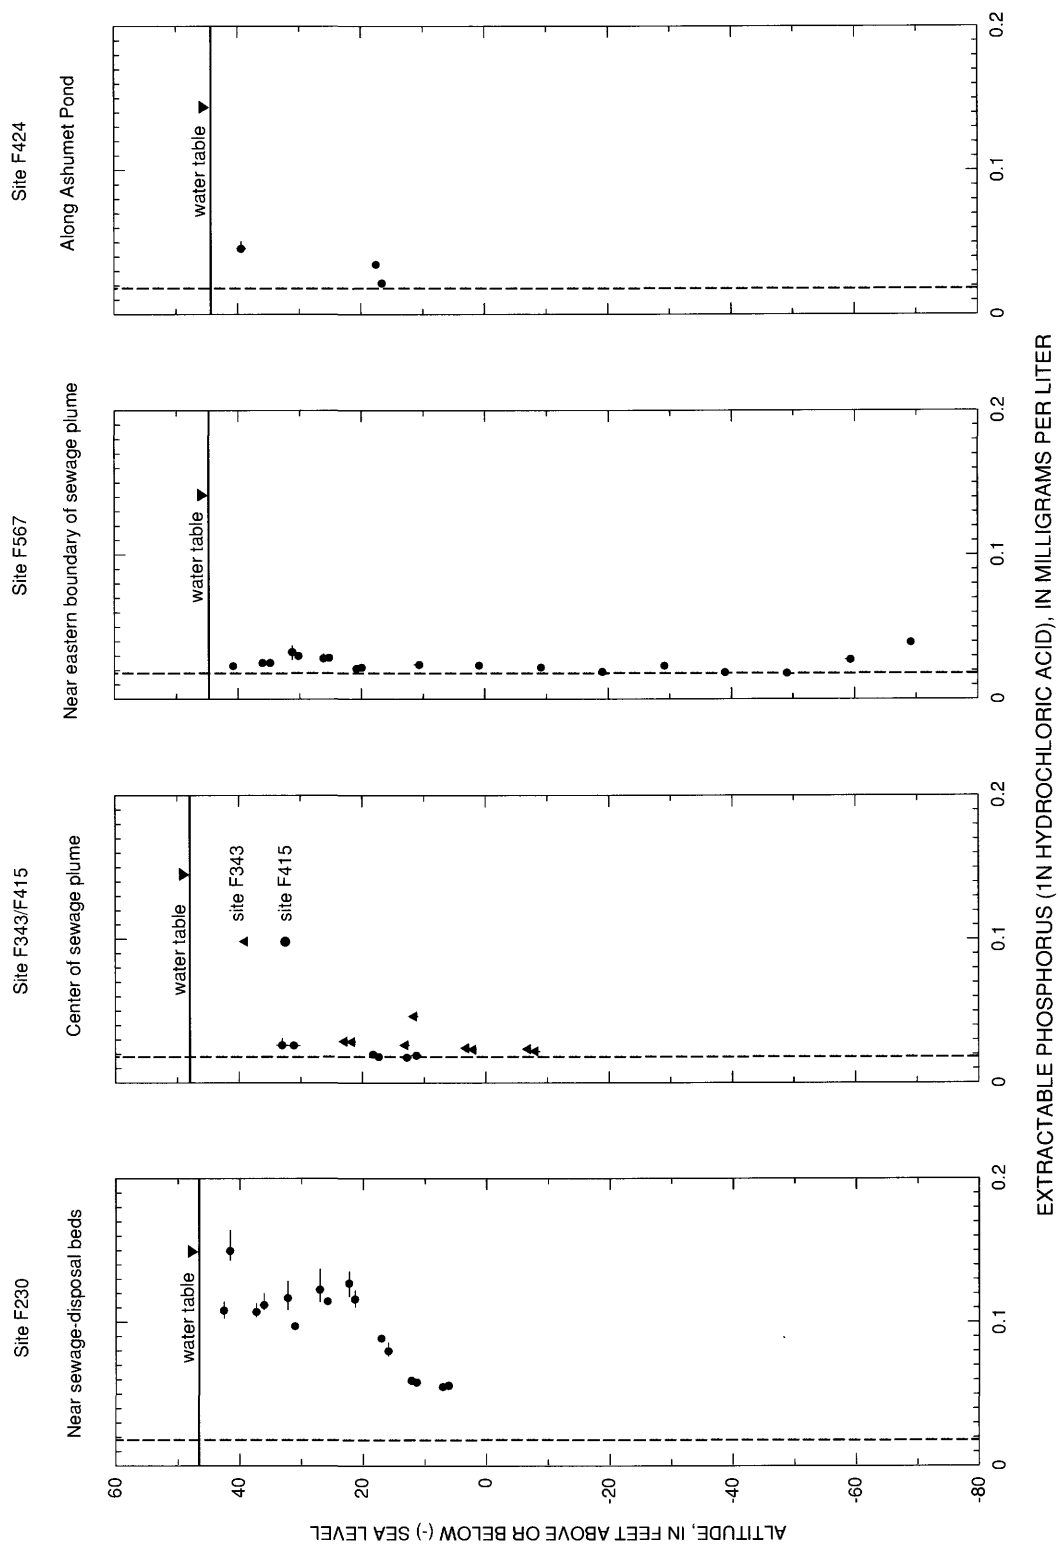 Site F230
Near sewage-disposal beds
water table
Site F343/F415
Center of sewage plume
water table
site F343
site F415
Site F567
Near eastern boundary of sewage plume
water table
Site F424
Along Ashumet Pond
water table
ALTITUDE, IN FEET ABOVE OR BELOW (-) SEA LEVEL
60
40
20
0
-20
-40
-60
-80
0 0.1 0.2
0 0.1 0.2
0 0.1 0.2
0 0.1 0.2
EXTRACTABLE PHOSPHORUS (1N HYDROCHLORIC ACID), IN MILLIGRAMS PER LITER